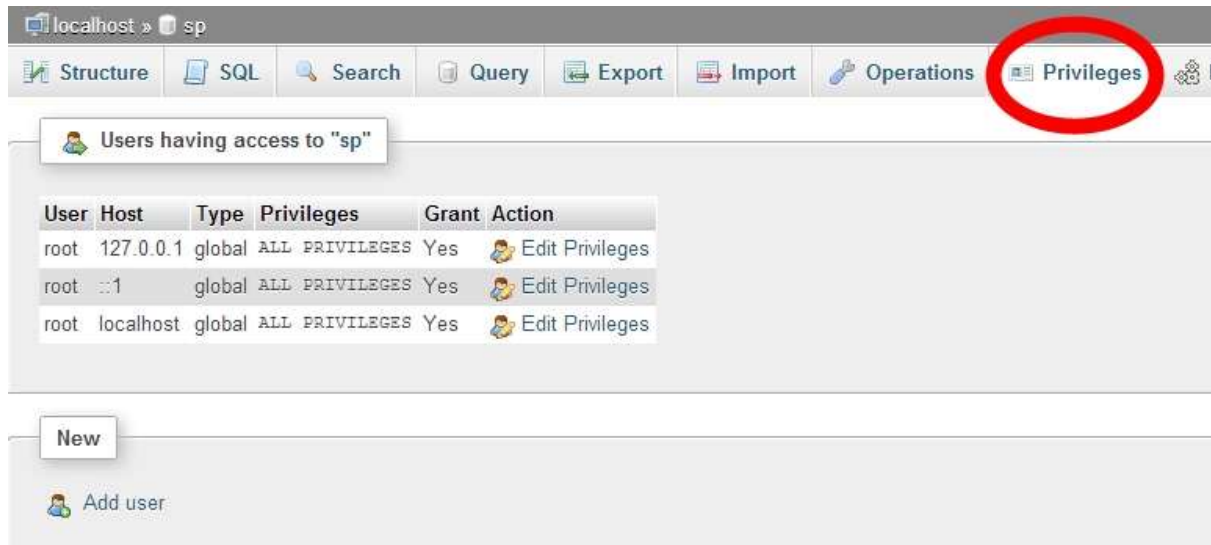 localhost » sp
Structure SQL Search Query Export Import Operations Privileges
Users having access to "sp"
User Host Type Privileges Grant Action
root 127.0.0.1 global ALL PRIVILEGES Yes Edit Privileges
root ::1 global ALL PRIVILEGES Yes Edit Privileges
root localhost global ALL PRIVILEGES Yes Edit Privileges
New
Add user